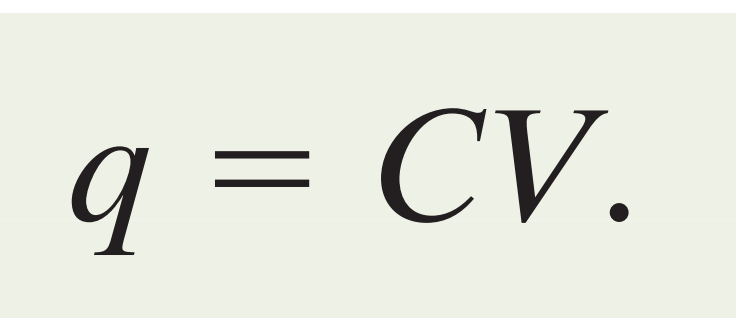 q = CV.